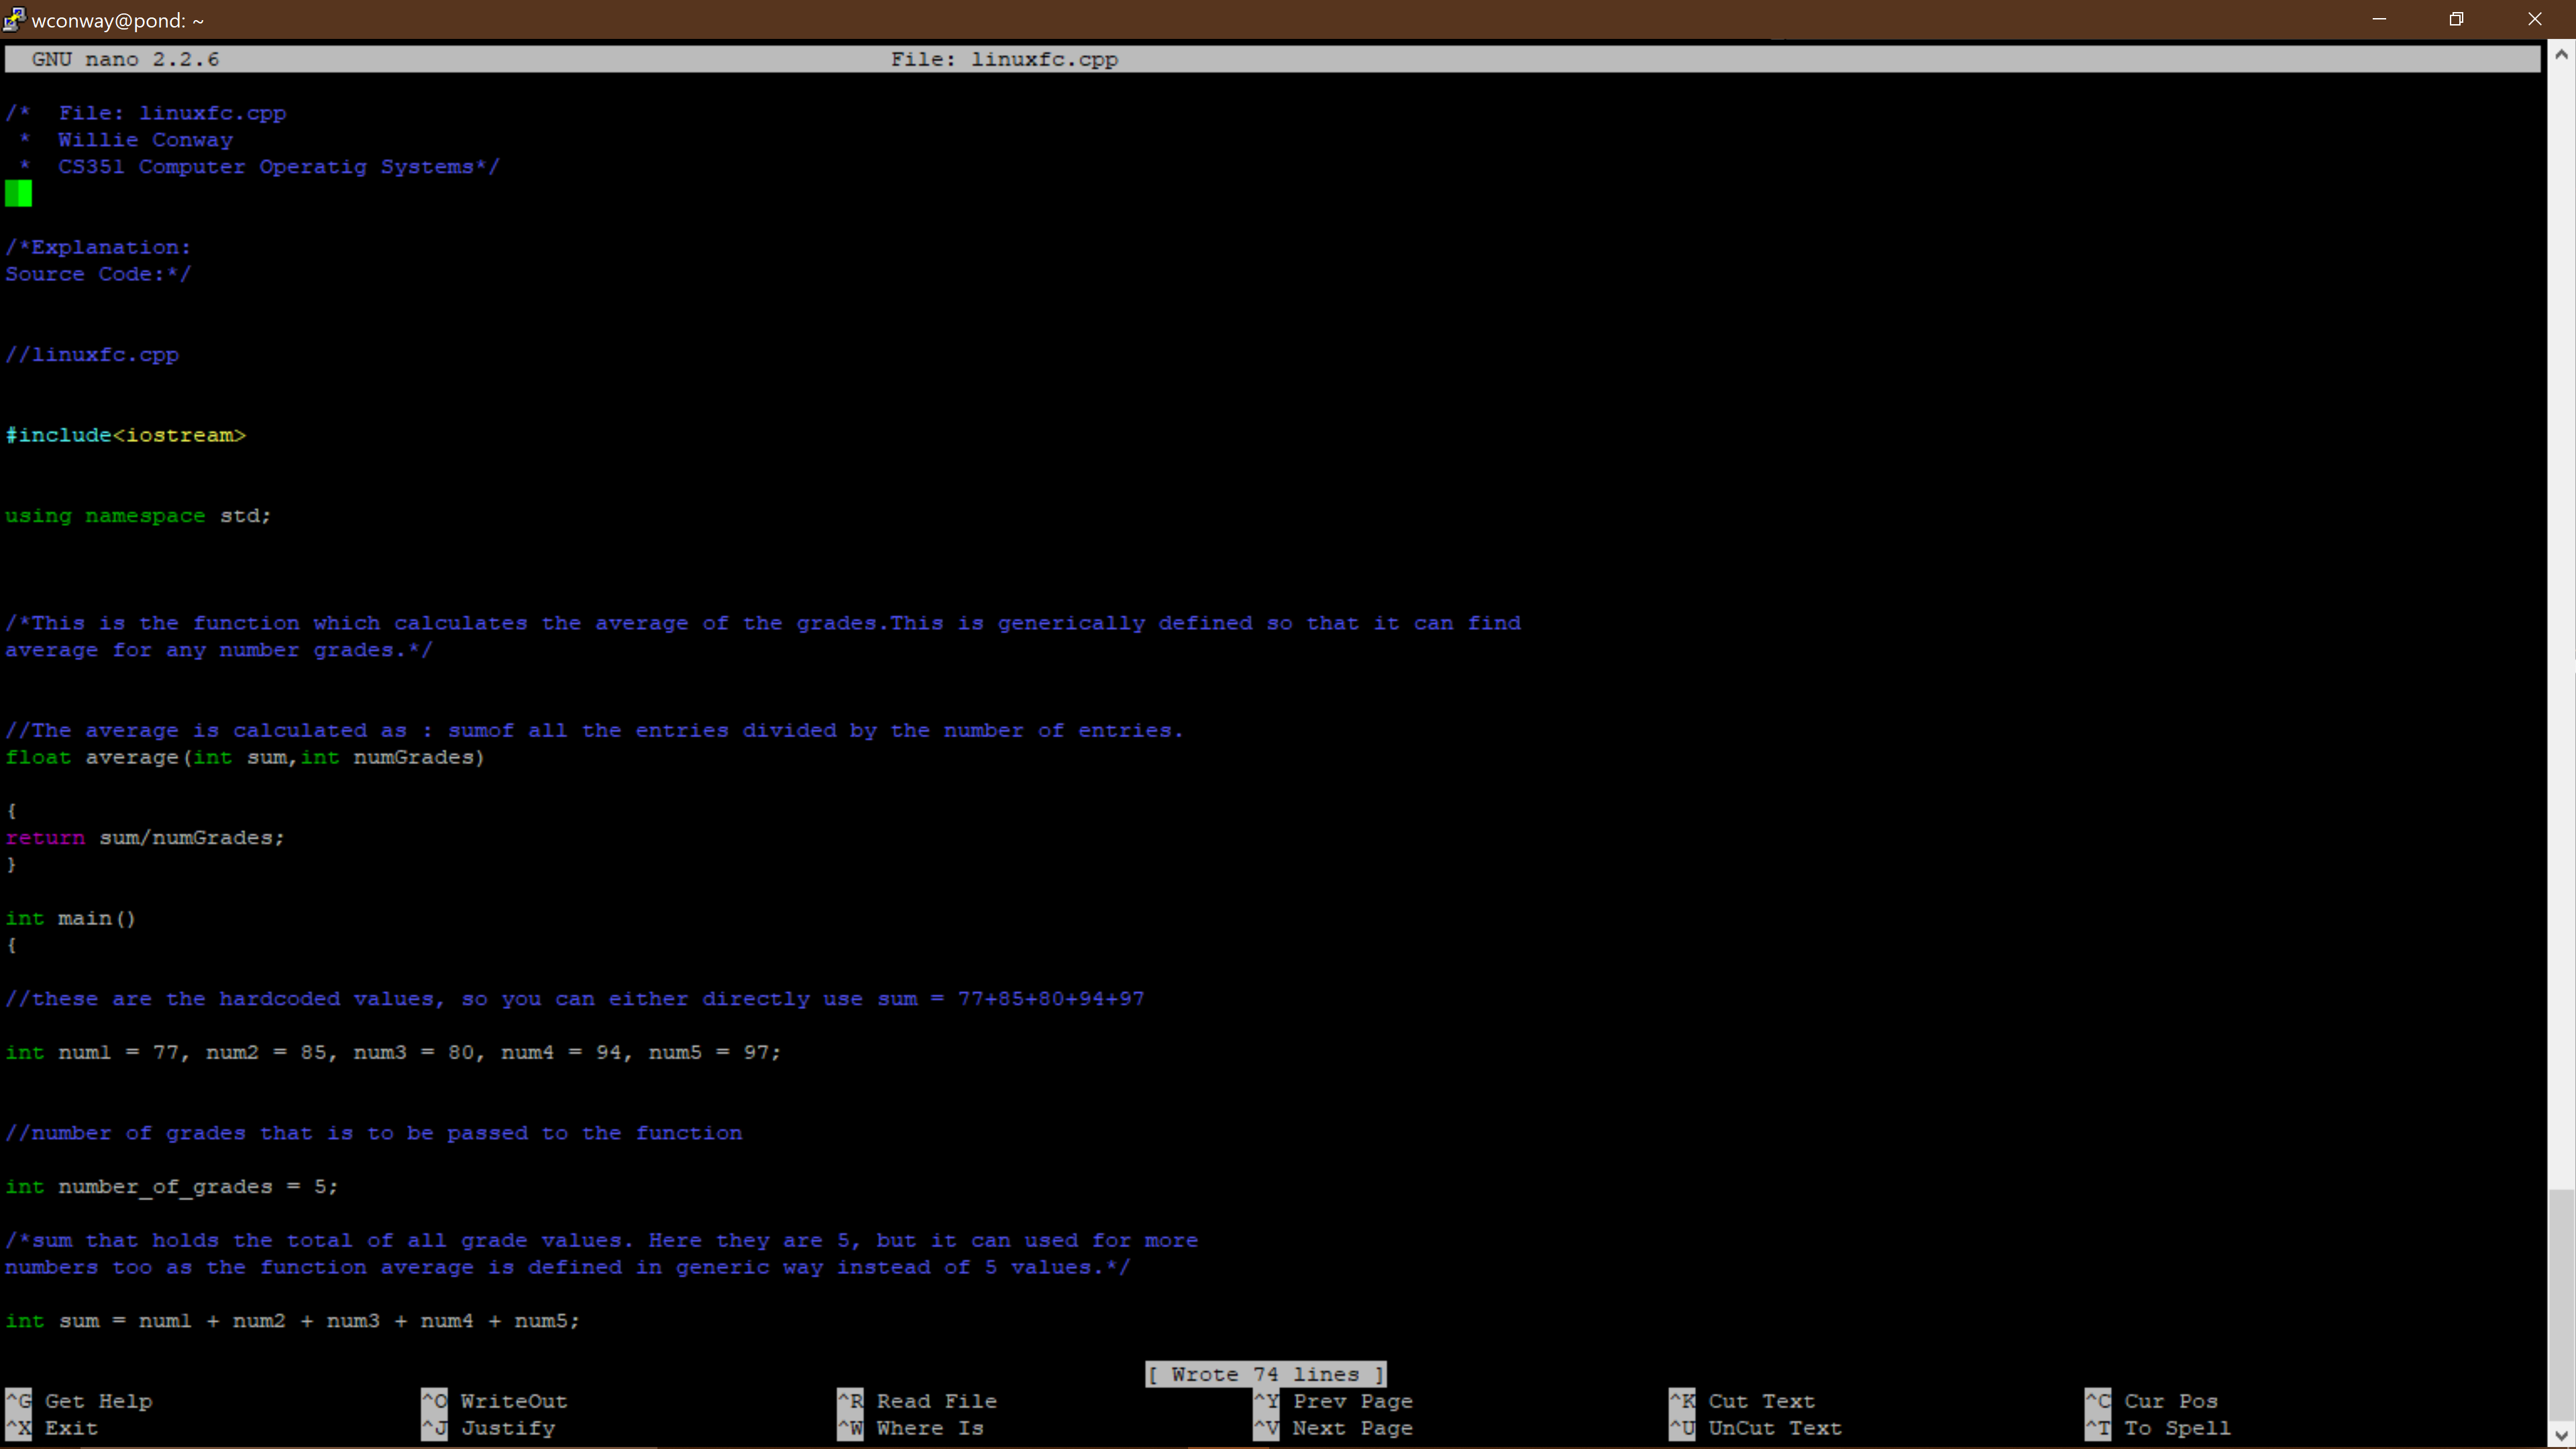 wconway@pond: ~
GNU nano 2.2.6 File: linuxfc.cpp
/*  File: linuxfc.cpp
 *  Willie Conway
 *  CS351 Computer Operatig Systems*/
/*Explanation:
Source Code:*/
//linuxfc.cpp
#include<iostream>
using namespace std;
/*This is the function which calculates the average of the grades.This is generically defined so that it can find
average for any number grades.*/
//The average is calculated as : sumof all the entries divided by the number of entries.
float average(int sum,int numGrades)
{
return sum/numGrades;
}
int main()
{
//these are the hardcoded values, so you can either directly use sum = 77+85+80+94+97
int num1 = 77, num2 = 85, num3 = 80, num4 = 94, num5 = 97;
//number of grades that is to be passed to the function
int number_of_grades = 5;
/*sum that holds the total of all grade values. Here they are 5, but it can used for more
numbers too as the function average is defined in generic way instead of 5 values.*/
int sum = num1 + num2 + num3 + num4 + num5;
[ Wrote 74 lines ]
^G Get Help ^O WriteOut ^R Read File ^Y Prev Page ^K Cut Text ^C Cur Pos
^X Exit ^J Justify ^W Where Is ^V Next Page ^U UnCut Text ^T To Spell